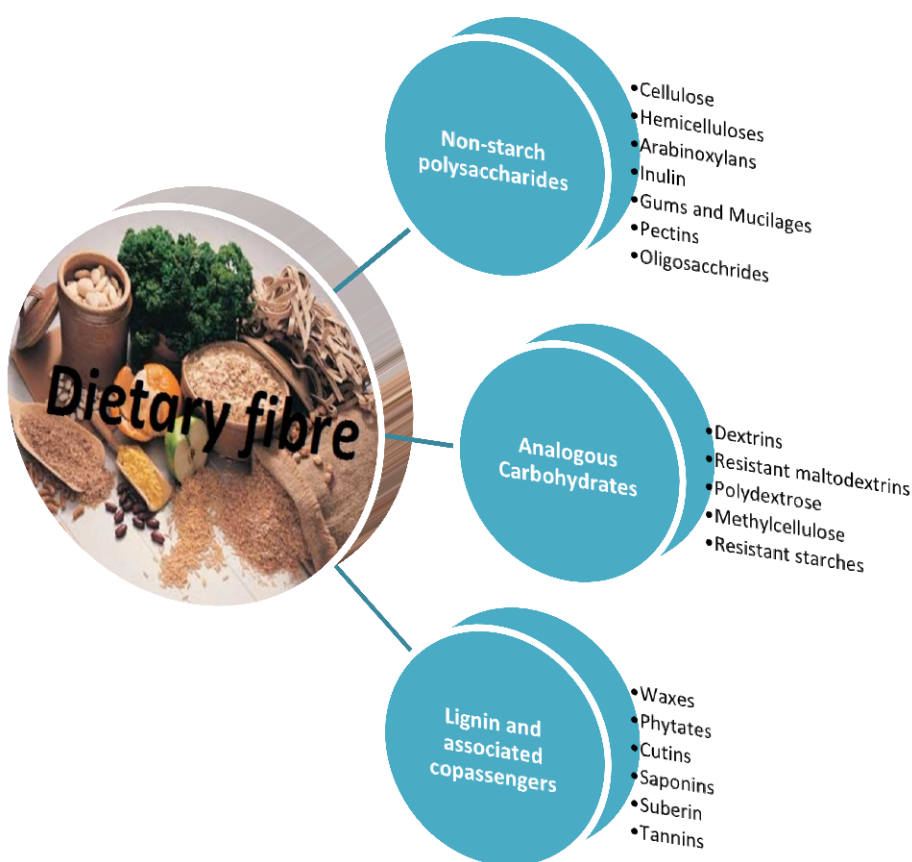 Dietary fibre
Non-starch
polysaccharides
•Cellulose
•Hemicelluloses
•Arabinoxylans
•Inulin
•Gums and Mucilages
•Pectins
•Oligosacchrides
Analogous
Carbohydrates
•Dextrins
•Resistant maltodextrins
•Polydextrose
•Methylcellulose
•Resistant starches
Lignin and
associated
copassengers
•Waxes
•Phytates
•Cutins
•Saponins
•Suberin
•Tannins